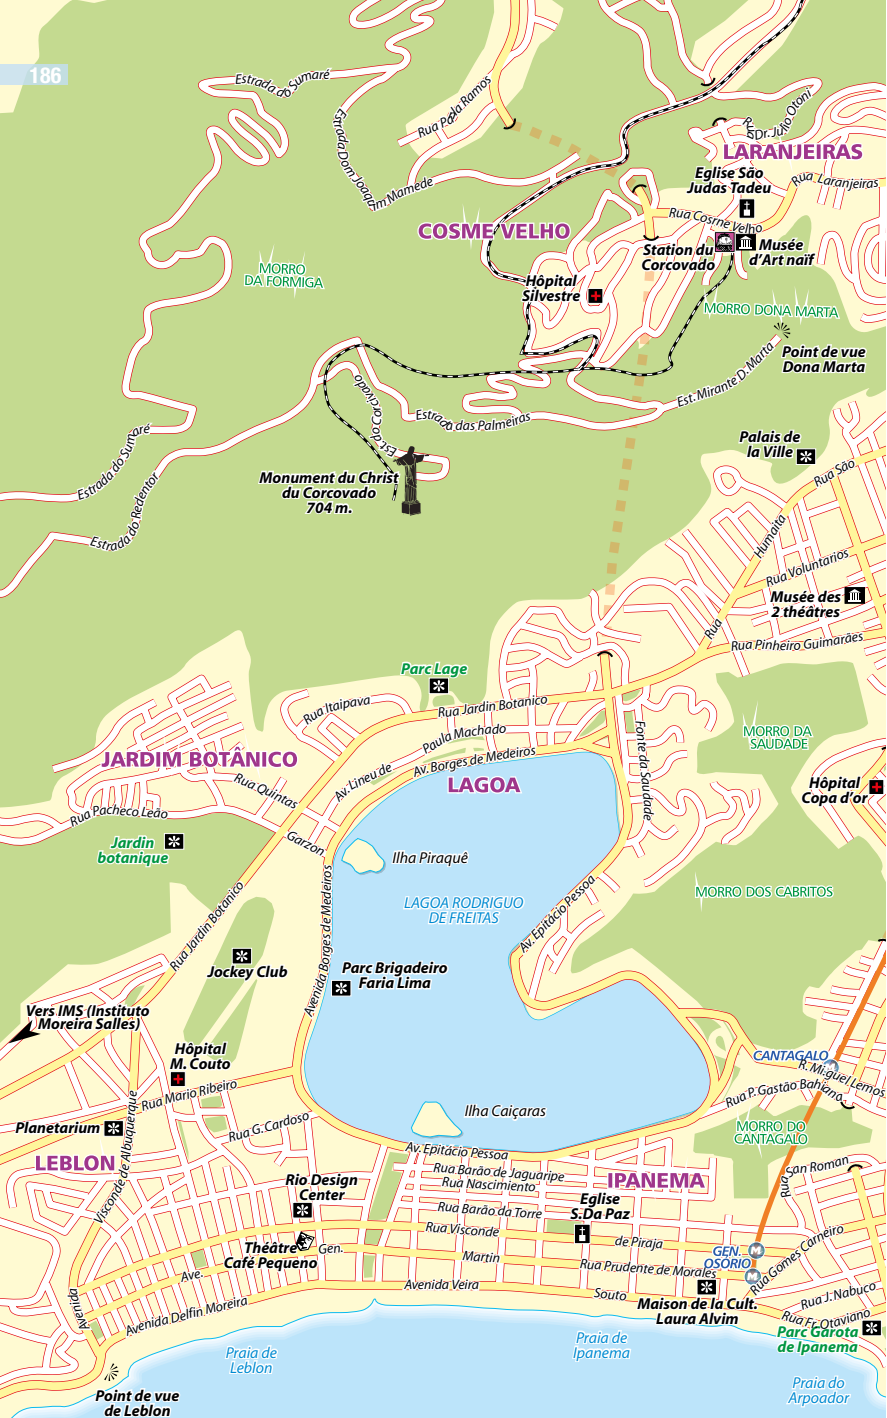 186
Estrada do Sumaré
Rua Pa
ula Ramos
Estrada Dom Joaqu
im Mamede
R.
Dr. Julio Otoni
LARANJEIRAS
Eglise São
Judas Tadeu
Rua Laranjeiras
Rua Cosme Velho
COSME VELHO
Station du
Corcovado
Musée
d'Art naïf
MORRO
DA FORMIGA
Hôpital
Silvestre
MORRO DONA MARTA
Point de vue
Dona Marta
Est. Mirante D. Marta
Est. do Corcovado
Estrada das Palmeiras
Estrada do Sumaré
Estrada do Redentor
Monument du Christ
du Corcovado
704 m.
Palais de
la Ville
Rua São
Humaita
Rua Voluntarios
Musée des
2 théâtres
Rua
Rua Pinheiro Guimarães
Parc Lage
Rua Itaipava
Rua Jardin Botanico
Paula Machado
Av. Lineu de
Av. Borges de Medeiros
JARDIM BOTÂNICO
LAGOA
Fonte da Saudade
MORRO DA
SAUDADE
Hôpital
Copa d'or
Rua Quintas
Rua Pacheco Leão
Garzon
Jardin
botanique
Ilha Piraquê
LAGOA RODRIGUO
DE FREITAS
MORRO DOS CABRITOS
Av. Epitácio Pessoa
Avenida Borges de Medeiros
Rua Jardin Botanico
Jockey Club
Parc Brigadeiro
Faria Lima
Vers IMS (Instituto
Moreira Salles)
Hôpital
M. Couto
CANTAGALO
R. Miguel Lemos
Rua P. Gastão Bahiana
Rua Mario Ribeiro
Planetarium
Rua G. Cardoso
Ilha Caiçaras
MORRO DO
CANTAGALO
LEBLON
Visconde de Albuquerque
Av. Epitácio Pessoa
Rua Barão de Jaguaripe
Rua Nascimiento
IPANEMA
Rua San Roman
Rio Design
Center
Eglise
S.Da Paz
Rua Barão da Torre
Rua Visconde
de Piraja
Théâtre
Café Pequeno
Gen.
Martin
Ave.
Rua Prudente de Morales
GEN.
OSÓRIO
M
M
Rua Gomes Carneiro
Avenida Veira
Souto
Maison de la Cult.
Laura Alvim
Rua J. Nabuco
Rua Fr. Otaviano
Parc Garota
de Ipanema
Avenida
Avenida Delfin Moreira
Praia de
Leblon
Praia de
Ipanema
Praia do
Arpoador
Point de vue
de Leblon